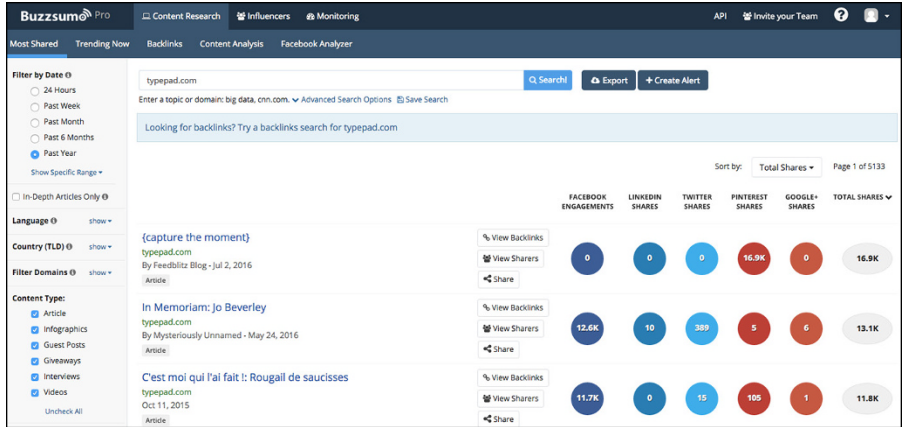 Buzzsumo Pro
Content Research
Influencers
Monitoring
API
Invite your Team
?
Most Shared
Trending Now
Backlinks
Content Analysis
Facebook Analyzer
Filter by Date
24 Hours
Past Week
Past Month
Past 6 Months
Past Year
Show Specific Range
In-Depth Articles Only
Language show
Country (TLD) show
Filter Domains show
Content Type:
Article
Infographics
Guest Posts
Giveaways
Interviews
Videos
Uncheck All
typepad.com
Search!
Export
+ Create Alert
Enter a topic or domain: big data, cnn.com. Advanced Search Options Save Search
Looking for backlinks? Try a backlinks search for typepad.com
Sort by: Total Shares Page 1 of 5133
FACEBOOK ENGAGEMENTS
LINKEDIN SHARES
TWITTER SHARES
PINTEREST SHARES
GOOGLE+ SHARES
TOTAL SHARES
{capture the moment}
typepad.com
By Feedblitz Blog - Jul 2, 2016
Article
View Backlinks
View Sharers
Share
0 0 0 16.9K 0 16.9K
In Memoriam: Jo Beverley
typepad.com
By Mysteriously Unnamed - May 24, 2016
Article
View Backlinks
View Sharers
Share
12.6K 10 389 5 6 13.1K
C'est moi qui l'ai fait !: Rougail de saucisses
typepad.com
Oct 11, 2015
Article
View Backlinks
View Sharers
Share
11.7K 0 15 105 1 11.8K